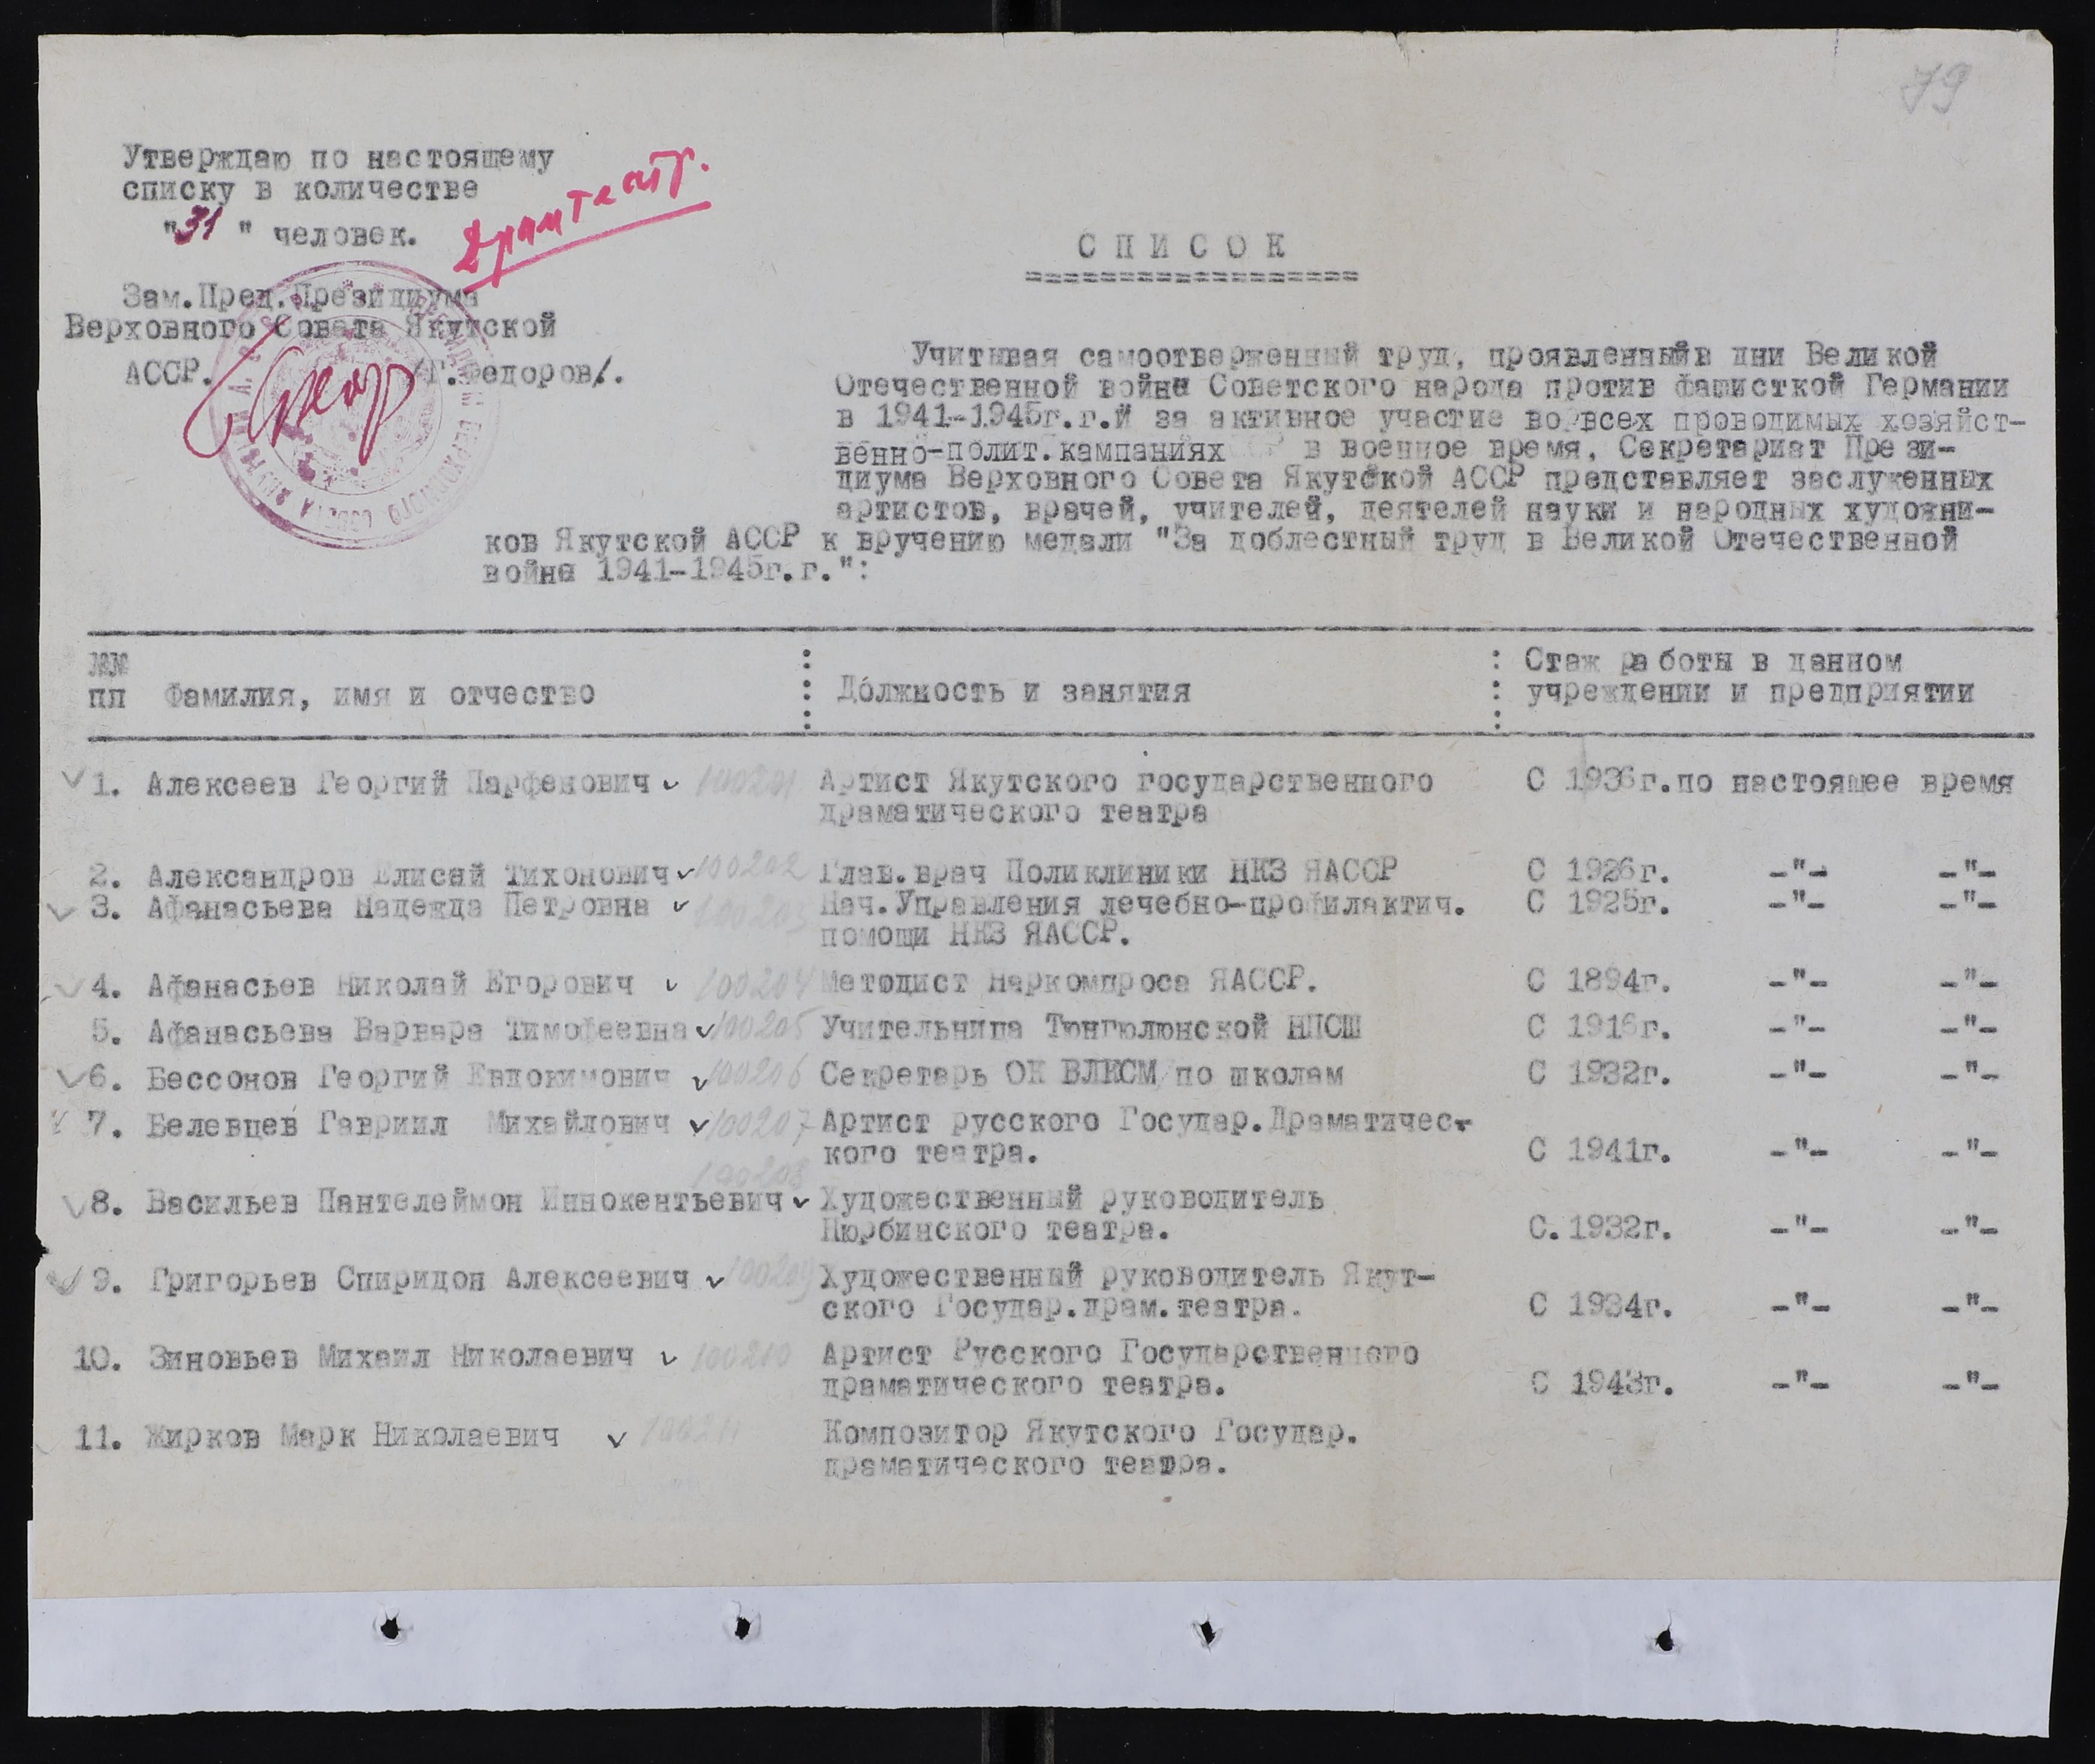 79
Утверждаю по настоящему
списку в количестве
"31" человек.
Драмтеатр.
Зам.Пред.Президиума
Верховного Совета Якутской
АССР. /Г.Федоров/.
С П И С О К
Учитывая самоотверженный труд, проявленныйв дни Великой
Отечественной войны Советского народа против фашисткой Германии
в 1941-1945г.г.И за активное участие во всех проводимых хозяйст-
венно-полит.кампаниях в военное время, Секретариат Прези-
диума Верховного Совета Якутской АССР представляет заслуженных
артистов, врачей, учителей, деятелей науки и народных художни-
ков Якутской АССР к вручению медали "За доблестный труд в Великой Отечественной
войне 1941-1945г.г.":
№№
пп Фамилия, имя и отчество : Должность и занятия : Стаж работы в данном
учреждении и предприятии
1. Алексеев Георгий Парфенович 100201 Артист Якутского государственного С 1936г.по настоящее время
драматического театра
2. Александров Елисей Тихонович 100202 Глав.врач Поликлиники НКЗ ЯАССР С 1926г. -"- -"-
3. Афанасьева Надежда Петровна 100203 Нач.Управления лечебно-профилактич. С 1925г. -"- -"-
помощи НКЗ ЯАССР.
4. Афанасьев Николай Егорович 100204 Методист Наркомпроса ЯАССР. С 1894г. -"- -"-
5. Афанасьева Варвара Тимофеевна 100205 Учительница Тюнгюлюнской НПСШ С 1916г. -"- -"-
6. Бессонов Георгий Евдокимович 100206 Секретарь ОК ВЛКСМ по школам С 1932г. -"- -"-
7. Белевцев Гавриил Михайлович 100207 Артист русского Государ.Драматичес-
кого театра. С 1941г. -"- -"-
100208
8. Васильев Пантелеймон Иннокентьевич Художественный руководитель
Нюрбинского театра. С.1932г. -"- -"-
9. Григорьев Спиридон Алексеевич 100209 Художественный руководитель Якут-
ского Государ.драм.театра. С 1934г. -"- -"-
10. Зиновьев Михаил Николаевич 100210 Артист Русского Государственного
драматического театра. С 1943г. -"- -"-
11. Жирков Марк Николаевич 100211 Композитор Якутского Государ.
драматического театра.